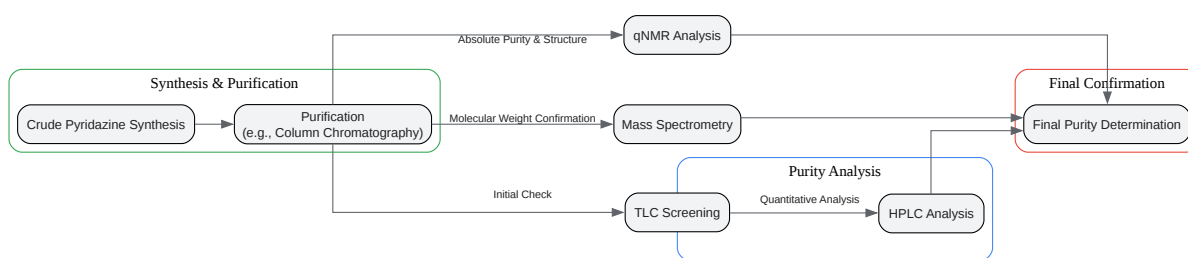 qNMR Analysis
Absolute Purity & Structure
Synthesis & Purification
Final Confirmation
Crude Pyridazine Synthesis
Purification
(e.g., Column Chromatography)
Molecular Weight Confirmation
Mass Spectrometry
Final Purity Determination
Purity Analysis
Initial Check
TLC Screening
Quantitative Analysis
HPLC Analysis